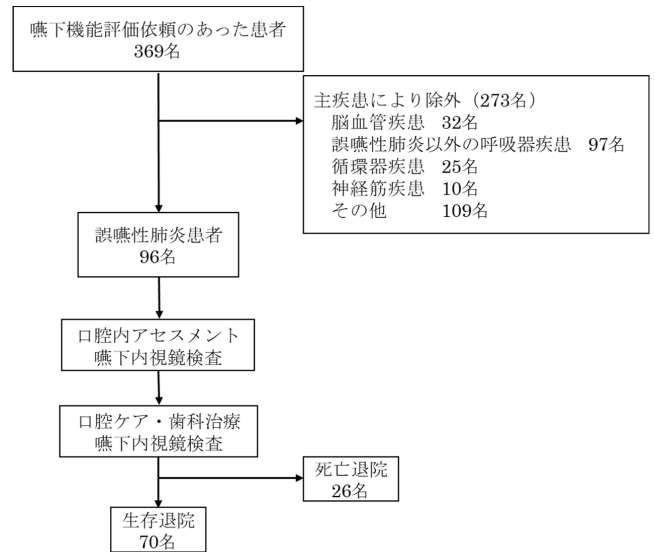 嚥下機能評価依頼のあった患者
369名
主疾患により除外（273名）
脳血管疾患　32名
誤嚥性肺炎以外の呼吸器疾患　97名
循環器疾患　25名
神経筋疾患　10名
その他　　　109名
誤嚥性肺炎患者
96名
口腔内アセスメント
嚥下内視鏡検査
口腔ケア・歯科治療
嚥下内視鏡検査
死亡退院
26名
生存退院
70名